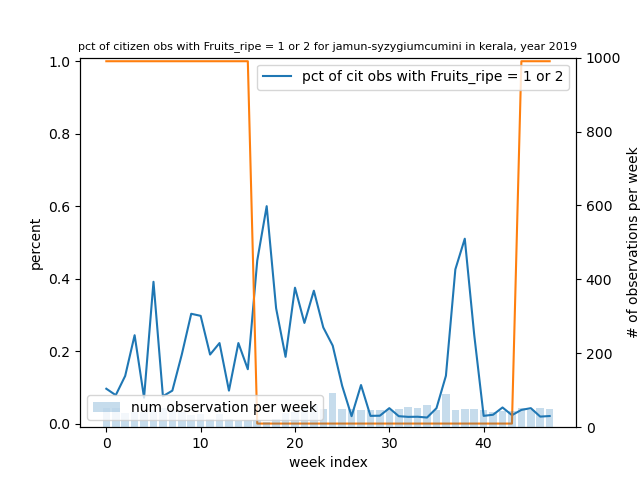 pct of citizen obs with Fruits_ripe = 1 or 2 for jamun-syzygiumcumini in kerala, year 2019
pct of cit obs with Fruits_ripe = 1 or 2
1.0
0.8
0.6
0.4
0.2
0.0
percent
1000
800
600
400
200
0
# of observations per week
num observation per week
0
10
20
30
40
week index